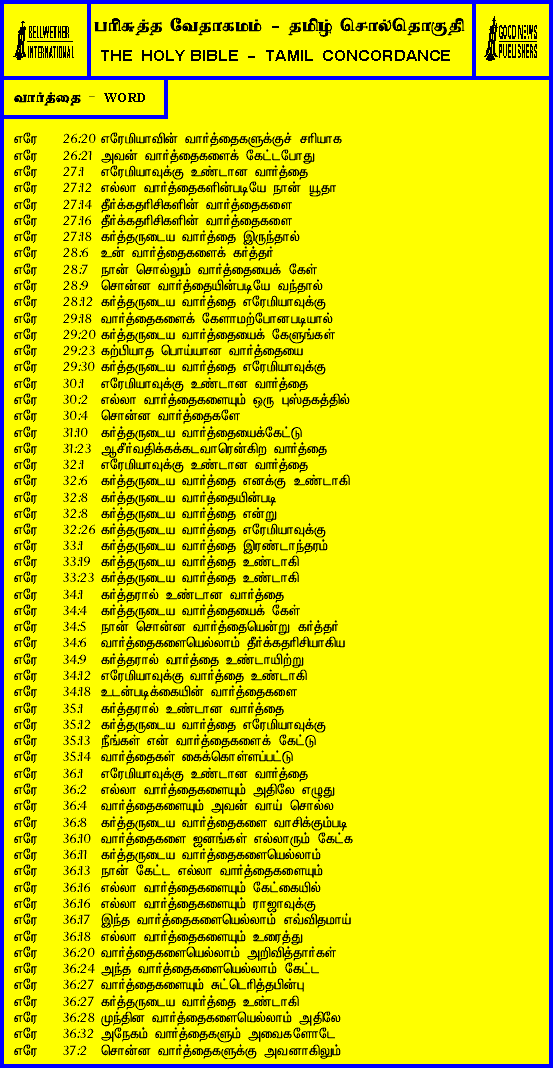 BELLWETHER
INTERNATIONAL
பரிசுத்த வேதாகமம் - தமிழ் சொல்தொகுதி
THE HOLY BIBLE - TAMIL CONCORDANCE
GOOD NEWS
PUBLISHERS
வார்த்தை - WORD
எரே 26:20 எரேமியாவின் வார்த்தைகளுக்குச் சரியாக
எரே 26:21 அவன் வார்த்தைகளைக் கேட்டபோது
எரே 27:1 எரேமியாவுக்கு உண்டான வார்த்தை
எரே 27:12 எல்லா வார்த்தைகளின்படியே நான் யூதா
எரே 27:14 தீர்க்கதரிசிகளின் வார்த்தைகளை
எரே 27:16 தீர்க்கதரிசிகளின் வார்த்தைகளை
எரே 27:18 கர்த்தருடைய வார்த்தை இருந்தால்
எரே 28:6 உன் வார்த்தைகளைக் கர்த்தர்
எரே 28:7 நான் சொல்லும் வார்த்தையைக் கேள்
எரே 28:9 சொன்ன வார்த்தையின்படியே வந்தால்
எரே 28:12 கர்த்தருடைய வார்த்தை எரேமியாவுக்கு
எரே 29:18 வார்த்தைகளைக் கேளாமற்போனபடியால்
எரே 29:20 கர்த்தருடைய வார்த்தையைக் கேளுங்கள்
எரே 29:23 கற்பியாத பொய்யான வார்த்தையை
எரே 29:30 கர்த்தருடைய வார்த்தை எரேமியாவுக்கு
எரே 30:1 எரேமியாவுக்கு உண்டான வார்த்தை
எரே 30:2 எல்லா வார்த்தைகளையும் ஒரு புஸ்தகத்தில்
எரே 30:4 சொன்ன வார்த்தைகளே
எரே 31:10 கர்த்தருடைய வார்த்தையைக்கேட்டு
எரே 31:23 ஆசீர்வதிக்கக்கடவாரென்கிற வார்த்தை
எரே 32:1 எரேமியாவுக்கு உண்டான வார்த்தை
எரே 32:6 கர்த்தருடைய வார்த்தை எனக்கு உண்டாகி
எரே 32:8 கர்த்தருடைய வார்த்தையின்படி
எரே 32:8 கர்த்தருடைய வார்த்தை என்று
எரே 32:26 கர்த்தருடைய வார்த்தை எரேமியாவுக்கு
எரே 33:1 கர்த்தருடைய வார்த்தை இரண்டாந்தரம்
எரே 33:19 கர்த்தருடைய வார்த்தை உண்டாகி
எரே 33:23 கர்த்தருடைய வார்த்தை உண்டாகி
எரே 34:1 கர்த்தரால் உண்டான வார்த்தை
எரே 34:4 கர்த்தருடைய வார்த்தையைக் கேள்
எரே 34:5 நான் சொன்ன வார்த்தையென்று கர்த்தர்
எரே 34:6 வார்த்தைகளையெல்லாம் தீர்க்கதரிசியாகிய
எரே 34:9 கர்த்தரால் வார்த்தை உண்டாயிற்று
எரே 34:12 எரேமியாவுக்கு வார்த்தை உண்டாகி
எரே 34:18 உடன்படிக்கையின் வார்த்தைகளை
எரே 35:1 கர்த்தரால் உண்டான வார்த்தை
எரே 35:12 கர்த்தருடைய வார்த்தை எரேமியாவுக்கு
எரே 35:13 நீங்கள் என் வார்த்தைகளைக் கேட்டு
எரே 35:14 வார்த்தைகள் கைக்கொள்ளப்பட்டு
எரே 36:1 எரேமியாவுக்கு உண்டான வார்த்தை
எரே 36:2 எல்லா வார்த்தைகளையும் அதிலே எழுது
எரே 36:4 வார்த்தைகளையும் அவன் வாய் சொல்ல
எரே 36:8 கர்த்தருடைய வார்த்தைகளை வாசிக்கும்படி
எரே 36:10 வார்த்தைகளை ஜனங்கள் எல்லாரும் கேட்க
எரே 36:11 கர்த்தருடைய வார்த்தைகளையெல்லாம்
எரே 36:13 நான் கேட்ட எல்லா வார்த்தைகளையும்
எரே 36:16 எல்லா வார்த்தைகளையும் கேட்கையில்
எரே 36:16 எல்லா வார்த்தைகளையும் ராஜாவுக்கு
எரே 36:17 இந்த வார்த்தைகளையெல்லாம் எவ்விதமாய்
எரே 36:18 எல்லா வார்த்தைகளையும் உரைத்து
எரே 36:20 வார்த்தைகளையெல்லாம் அறிவித்தார்கள்
எரே 36:24 அந்த வார்த்தைகளையெல்லாம் கேட்ட
எரே 36:27 வார்த்தைகளையும் சுட்டெரித்தபின்பு
எரே 36:27 கர்த்தருடைய வார்த்தை உண்டாகி
எரே 36:28 முந்தின வார்த்தைகளையெல்லாம் அதிலே
எரே 36:32 அநேகம் வார்த்தைகளும் அவைகளோடே
எரே 37:2 சொன்ன வார்த்தைகளுக்கு அவனாகிலும்